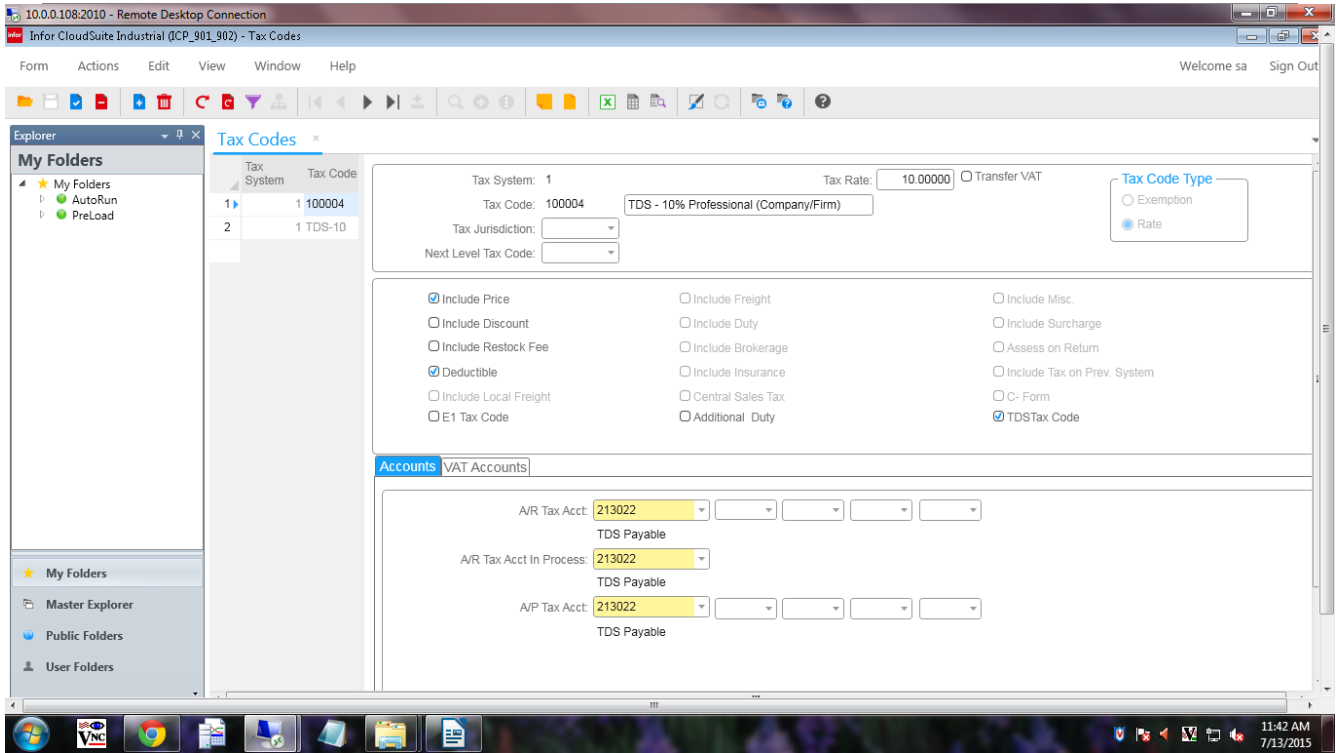 10.0.0.108:2010 - Remote Desktop Connection
infor Infor CloudSuite Industrial (ICP_901_902) - Tax Codes
Form Actions Edit View Window Help Welcome sa Sign Out
Explorer
My Folders
My Folders
AutoRun
PreLoad
My Folders
Master Explorer
Public Folders
User Folders
Tax Codes
Tax System Tax Code
1 1 100004
2 1 TDS-10
Tax System: 1 Tax Rate: 10.00000 Transfer VAT
Tax Code: 100004 TDS - 10% Professional (Company/Firm)
Tax Jurisdiction:
Next Level Tax Code:
Tax Code Type
Exemption
Rate
Include Price Include Freight Include Misc.
Include Discount Include Duty Include Surcharge
Include Restock Fee Include Brokerage Assess on Return
Deductible Include Insurance Include Tax on Prev. System
Include Local Freight Central Sales Tax C- Form
E1 Tax Code Additional Duty TDSTax Code
Accounts VAT Accounts
A/R Tax Acct: 213022
TDS Payable
A/R Tax Acct In Process: 213022
TDS Payable
A/P Tax Acct: 213022
TDS Payable
VNC
11:42 AM
7/13/2015